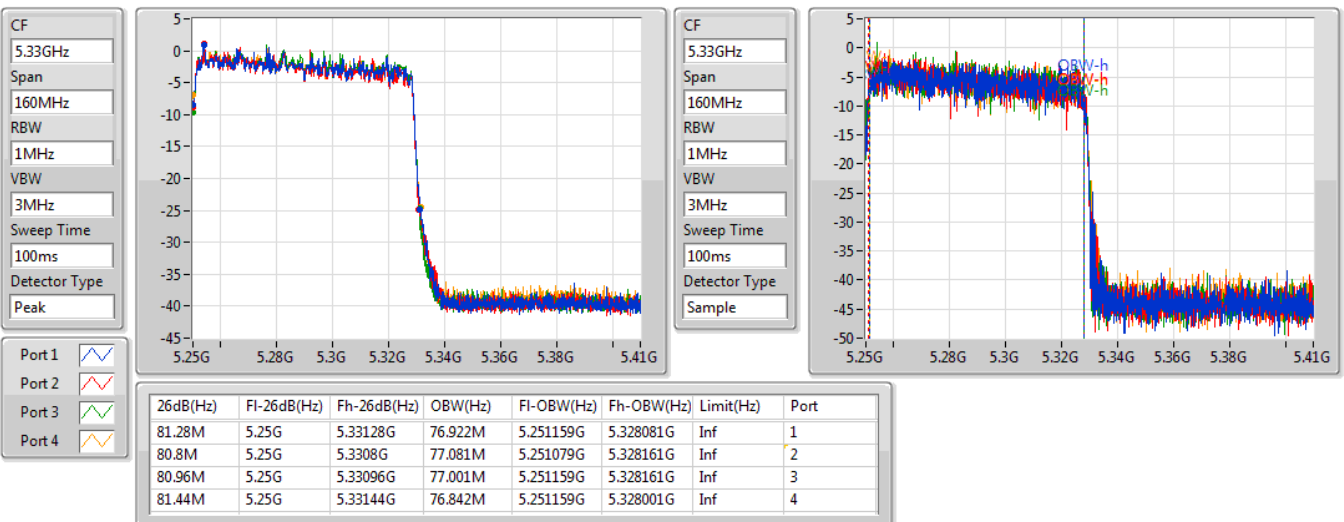 CF
5.33GHz
Span
160MHz
RBW
1MHz
VBW
3MHz
Sweep Time
100ms
Detector Type
Peak
5
0
-5
-10
-15
-20
-25
-30
-35
-40
-45
5.25G 5.28G 5.3G 5.32G 5.34G 5.36G 5.38G 5.41G
CF
5.33GHz
Span
160MHz
RBW
1MHz
VBW
3MHz
Sweep Time
100ms
Detector Type
Sample
5
0
-5
-10
-15
-20
-25
-30
-35
-40
-45
-50
OBW-h
OBW-h
OBW-h
5.25G 5.28G 5.3G 5.32G 5.34G 5.36G 5.38G 5.41G
Port 1
Port 2
Port 3
Port 4
26dB(Hz) Fl-26dB(Hz) Fh-26dB(Hz) OBW(Hz) Fl-OBW(Hz) Fh-OBW(Hz) Limit(Hz) Port
81.28M 5.25G 5.33128G 76.922M 5.251159G 5.328081G Inf 1
80.8M 5.25G 5.3308G 77.081M 5.251079G 5.328161G Inf 2
80.96M 5.25G 5.33096G 77.001M 5.251159G 5.328161G Inf 3
81.44M 5.25G 5.33144G 76.842M 5.251159G 5.328001G Inf 4